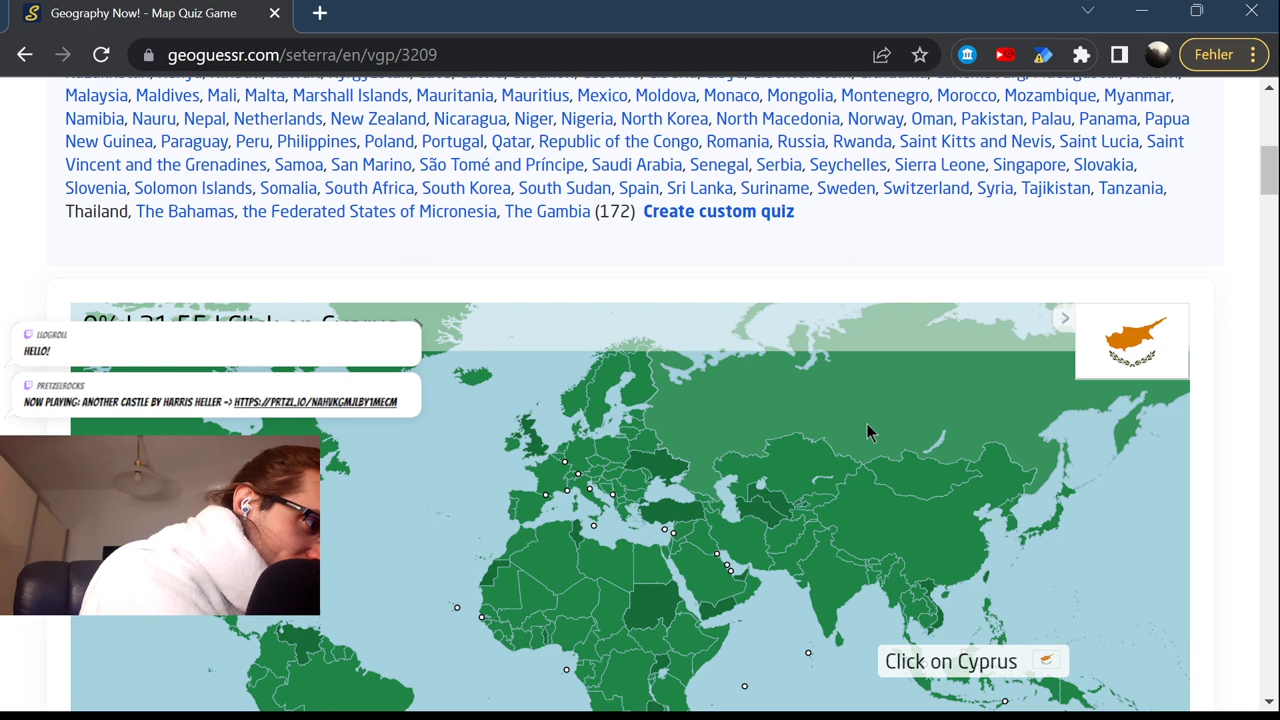 Geography Now! - Map Quiz Game
geoguessr.com/seterra/en/vgp/3209
Fehler
Malaysia, Maldives, Mali, Malta, Marshall Islands, Mauritania, Mauritius, Mexico, Moldova, Monaco, Mongolia, Montenegro, Morocco, Mozambique, Myanmar,
Namibia, Nauru, Nepal, Netherlands, New Zealand, Nicaragua, Niger, Nigeria, North Korea, North Macedonia, Norway, Oman, Pakistan, Palau, Panama, Papua
New Guinea, Paraguay, Peru, Philippines, Poland, Portugal, Qatar, Republic of the Congo, Romania, Russia, Rwanda, Saint Kitts and Nevis, Saint Lucia, Saint
Vincent and the Grenadines, Samoa, San Marino, São Tomé and Príncipe, Saudi Arabia, Senegal, Serbia, Seychelles, Sierra Leone, Singapore, Slovakia,
Slovenia, Solomon Islands, Somalia, South Africa, South Korea, South Sudan, Spain, Sri Lanka, Suriname, Sweden, Switzerland, Syria, Tajikistan, Tanzania,
Thailand, The Bahamas, the Federated States of Micronesia, The Gambia (172) Create custom quiz
LLOGROLL
HELLO!
PRETZELROCKS
NOW PLAYING: ANOTHER CASTLE BY HARRIS HELLER -> HTTPS://PRTZL.IO/NAHVKGMJLBY1MECM
Click on Cyprus